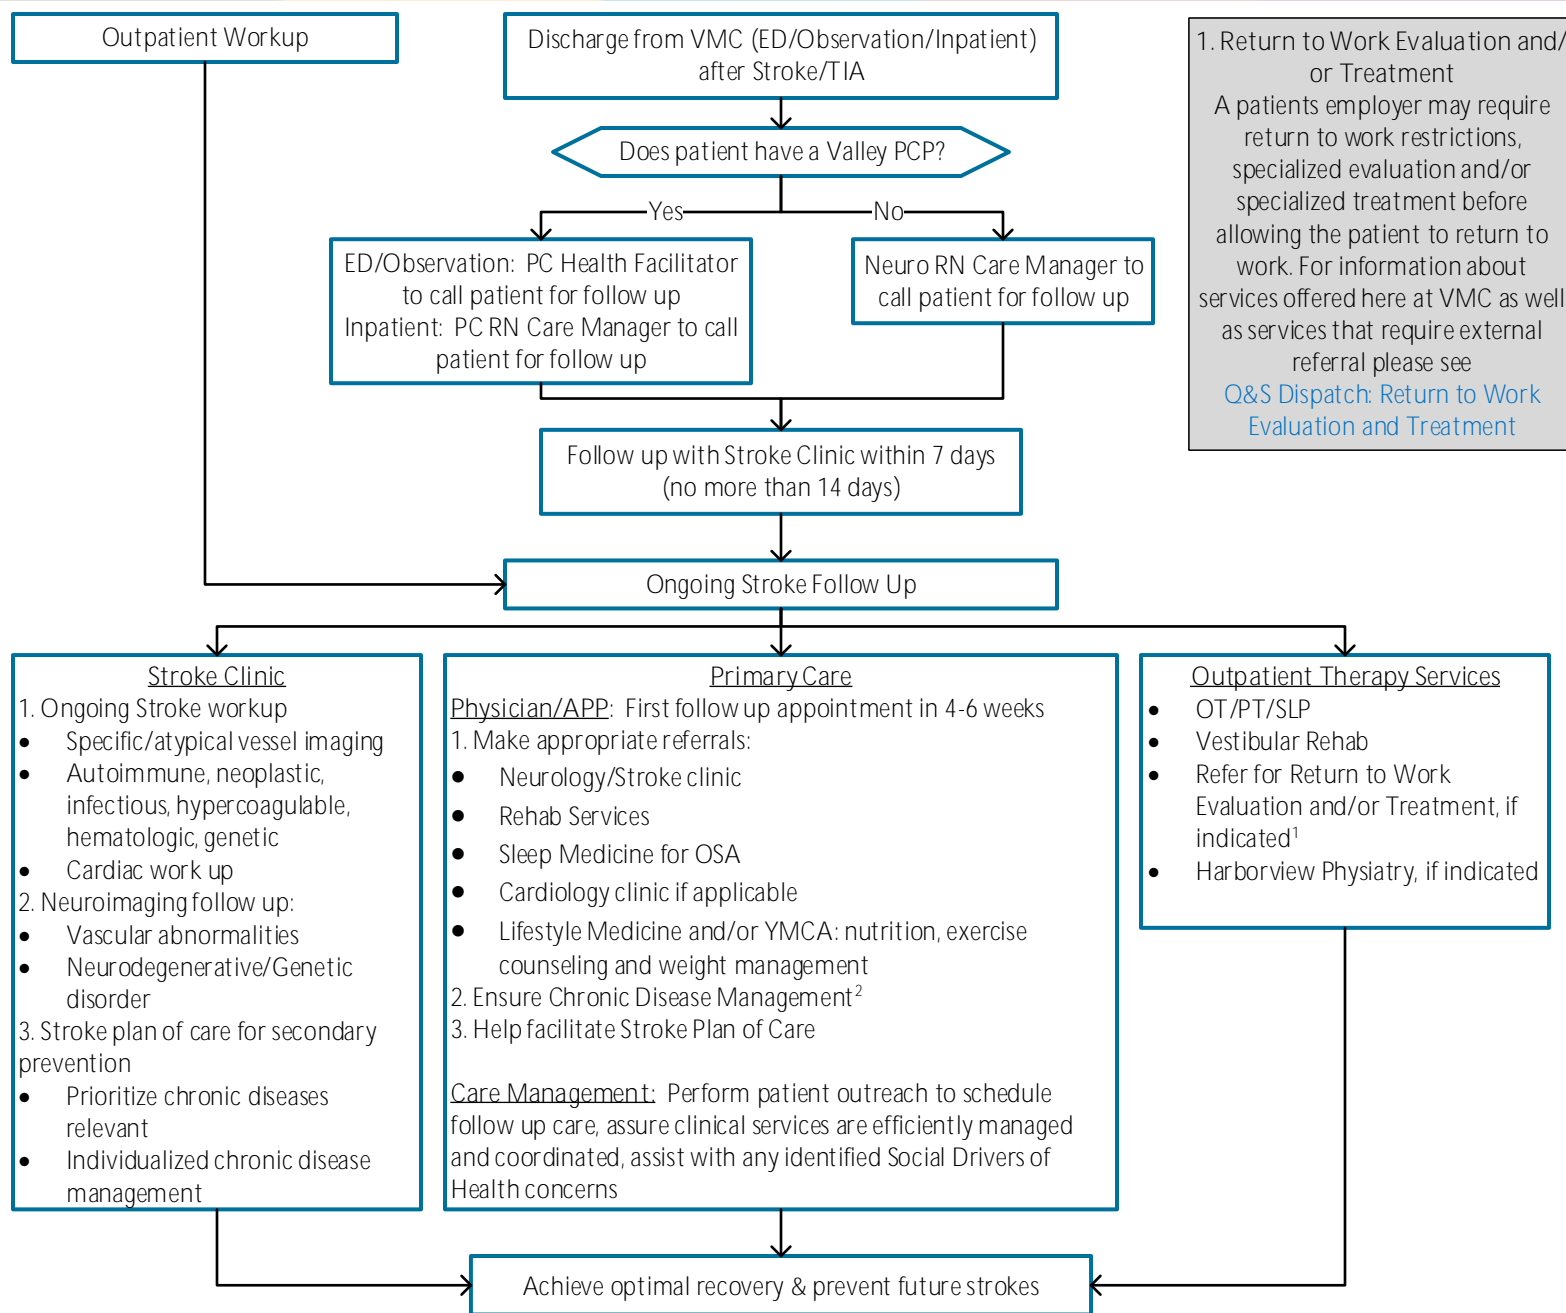 Outpatient Workup
Discharge from VMC (ED/Observation/Inpatient)
after Stroke/TIA
Does patient have a Valley PCP?
Yes
No
ED/Observation: PC Health Facilitator
to call patient for follow up
Inpatient: PC RN Care Manager to call
patient for follow up
Neuro RN Care Manager to
call patient for follow up
1. Return to Work Evaluation and/
or Treatment
A patients employer may require
return to work restrictions,
specialized evaluation and/or
specialized treatment before
allowing the patient to return to
work. For information about
services offered here at VMC as well
as services that require external
referral please see
Q&S Dispatch: Return to Work
Evaluation and Treatment
Follow up with Stroke Clinic within 7 days
(no more than 14 days)
Ongoing Stroke Follow Up
Stroke Clinic
1. Ongoing Stroke workup
• Specific/atypical vessel imaging
• Autoimmune, neoplastic,
infectious, hypercoagulable,
hematologic, genetic
• Cardiac work up
2. Neuroimaging follow up:
• Vascular abnormalities
• Neurodegenerative/Genetic
disorder
3. Stroke plan of care for secondary
prevention
• Prioritize chronic diseases
relevant
• Individualized chronic disease
management
Primary Care
Physician/APP: First follow up appointment in 4-6 weeks
1. Make appropriate referrals:
• Neurology/Stroke clinic
• Rehab Services
• Sleep Medicine for OSA
• Cardiology clinic if applicable
• Lifestyle Medicine and/or YMCA: nutrition, exercise
counseling and weight management
2. Ensure Chronic Disease Management²
3. Help facilitate Stroke Plan of Care
Care Management: Perform patient outreach to schedule
follow up care, assure clinical services are efficiently managed
and coordinated, assist with any identified Social Drivers of
Health concerns
Outpatient Therapy Services
• OT/PT/SLP
• Vestibular Rehab
• Refer for Return to Work
Evaluation and/or Treatment, if
indicated¹
• Harborview Physiatry, if indicated
Achieve optimal recovery & prevent future strokes